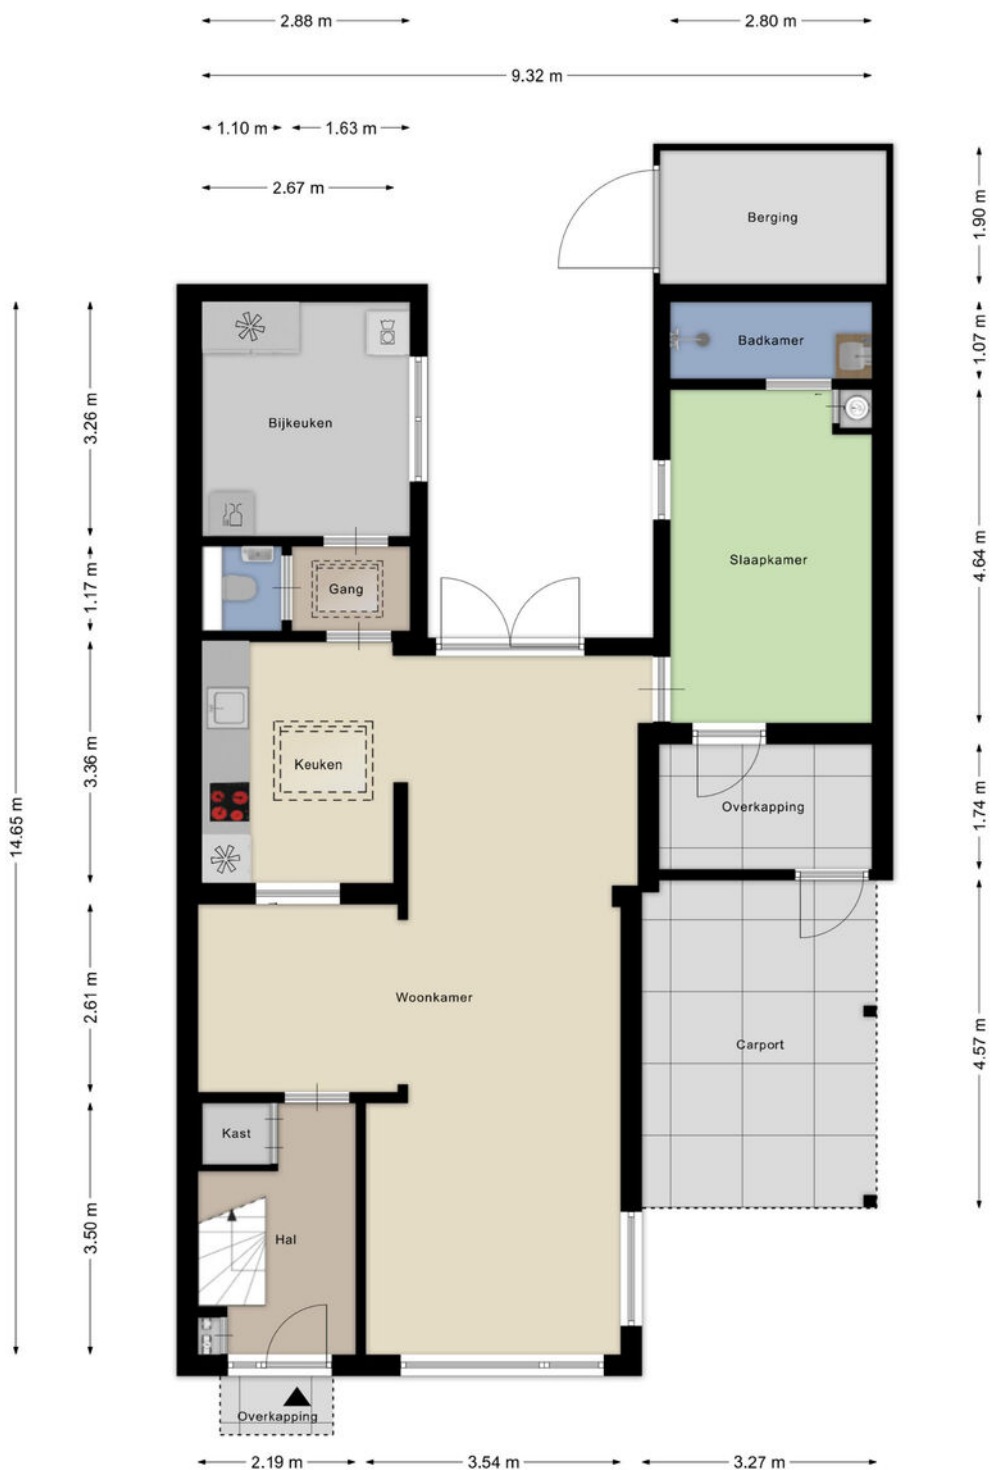 2.88 m
2.80 m
9.32 m
1.10 m
1.63 m
2.67 m
1.90 m
Berging
1.07 m
Badkamer
3.26 m
Bijkeuken
4.64 m
Slaapkamer
1.17 m
Gang
3.36 m
Keuken
14.65 m
1.74 m
Overkapping
2.61 m
Woonkamer
4.57 m
Carport
Kast
3.50 m
Hal
Overkapping
2.19 m
3.54 m
3.27 m